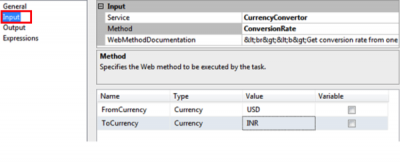 General
Input
Output
Expressions
Input
Service CurrencyConvertor
Method ConversionRate
WebMethodDocumentation &lt;br&gt;&lt;b&gt;Get conversion rate from one
Method
Specifies the Web method to be executed by the task.
Name Type Value Variable
FromCurrency Currency USD
ToCurrency Currency INR